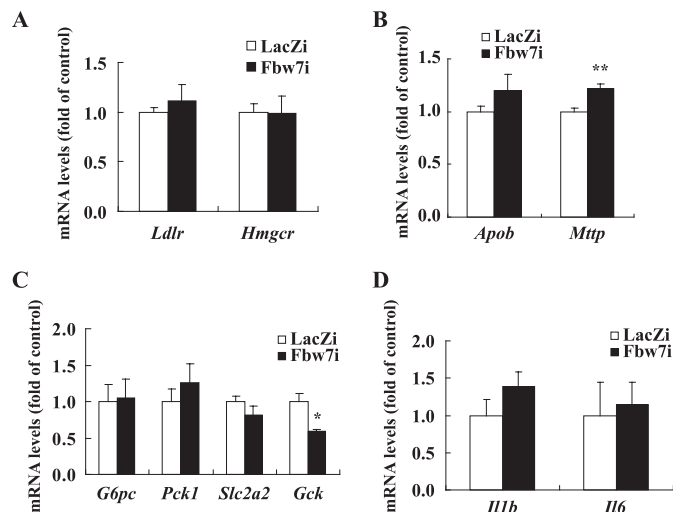 A
mRNA levels (fold of control)
1.5
1.0
0.5
0.0
LacZi
Fbw7i
Ldlr
Hmgcr
B
mRNA levels (fold of control)
1.5
1.0
0.5
0.0
LacZi
Fbw7i
**
Apob
Mttp
C
mRNA levels (fold of control)
2.0
1.5
1.0
0.5
0.0
LacZi
Fbw7i
*
G6pc
Pck1
Slc2a2
Gck
D
mRNA levels (fold of control)
2.0
1.5
1.0
0.5
0.0
LacZi
Fbw7i
Il1b
Il6